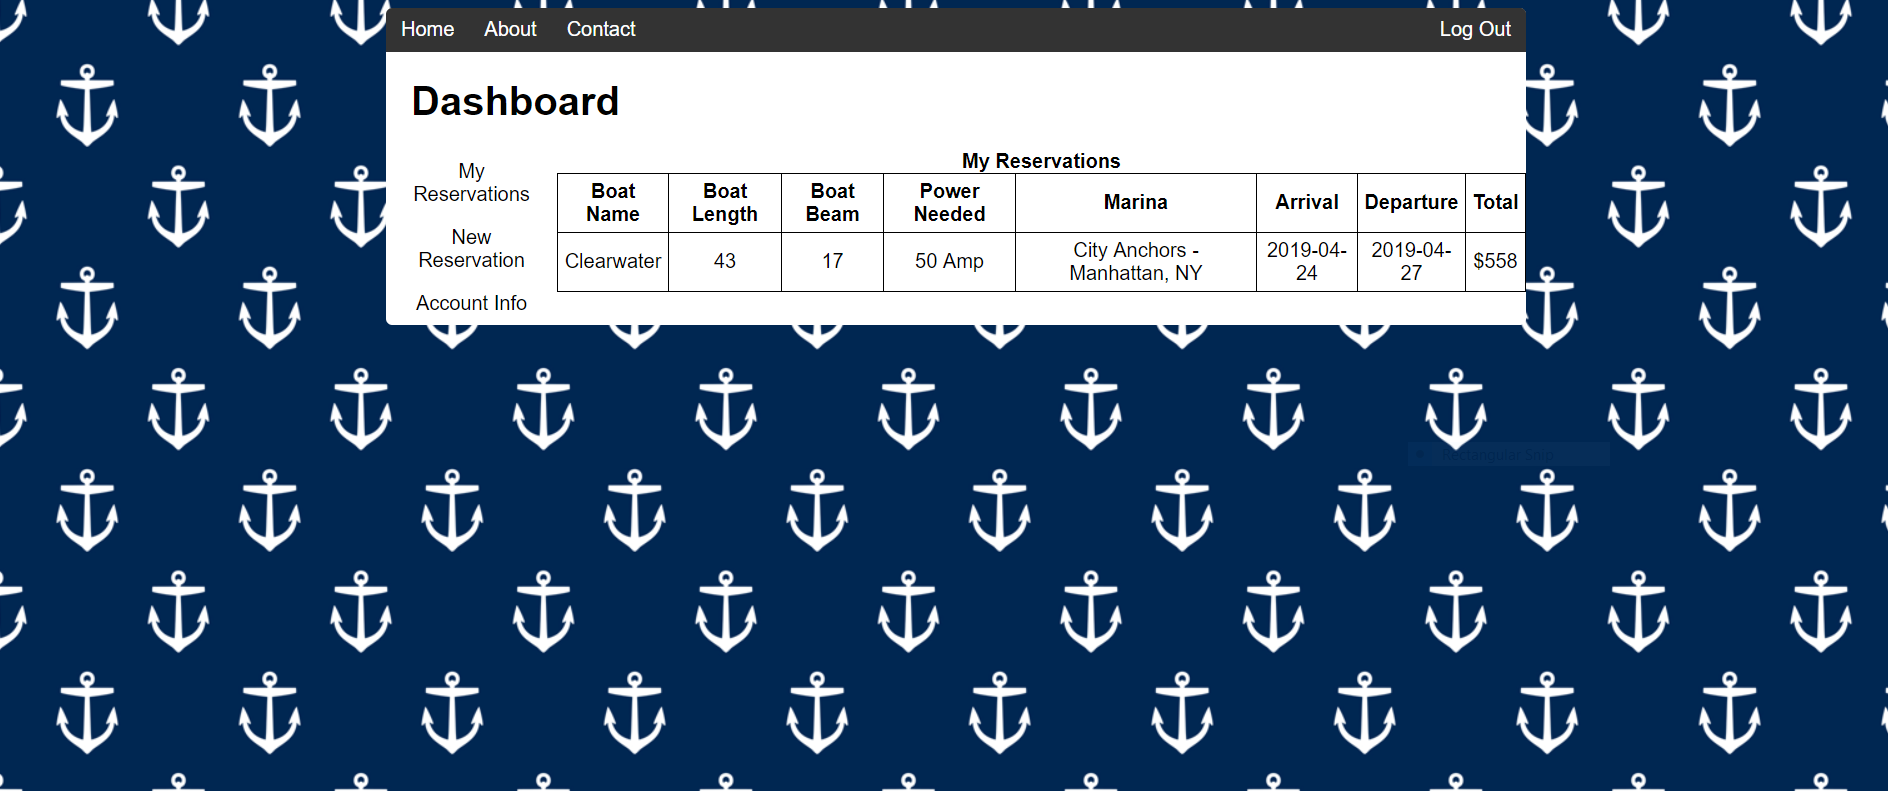 Home About Contact Log Out
Dashboard
My
Reservations
New
Reservation
Account Info
My Reservations
Boat Name Boat Length Boat Beam Power Needed Marina Arrival Departure Total
Clearwater 43 17 50 Amp City Anchors - Manhattan, NY 2019-04-24 2019-04-27 $558
Rectangular Snip